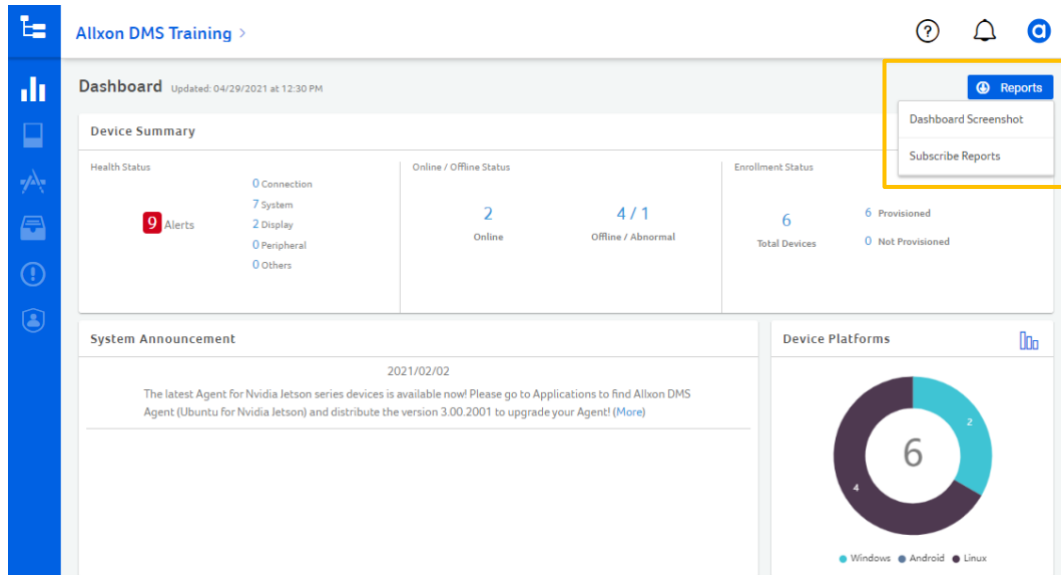 Allxon DMS Training >
Dashboard Updated: 04/29/2021 at 12:30 PM
Reports
Dashboard Screenshot
Subscribe Reports
Device Summary
Health Status
9 Alerts
0 Connection
7 System
2 Display
0 Peripheral
0 Others
Online / Offline Status
2
Online
4 / 1
Offline / Abnormal
Enrollment Status
6
Total Devices
6 Provisioned
0 Not Provisioned
System Announcement
2021/02/02
The latest Agent for Nvidia Jetson series devices is available now! Please go to Applications to find Allxon DMS
Agent (Ubuntu for Nvidia Jetson) and distribute the version 3.00.2001 to upgrade your Agent! (More)
Device Platforms
2
6
4
Windows Android Linux